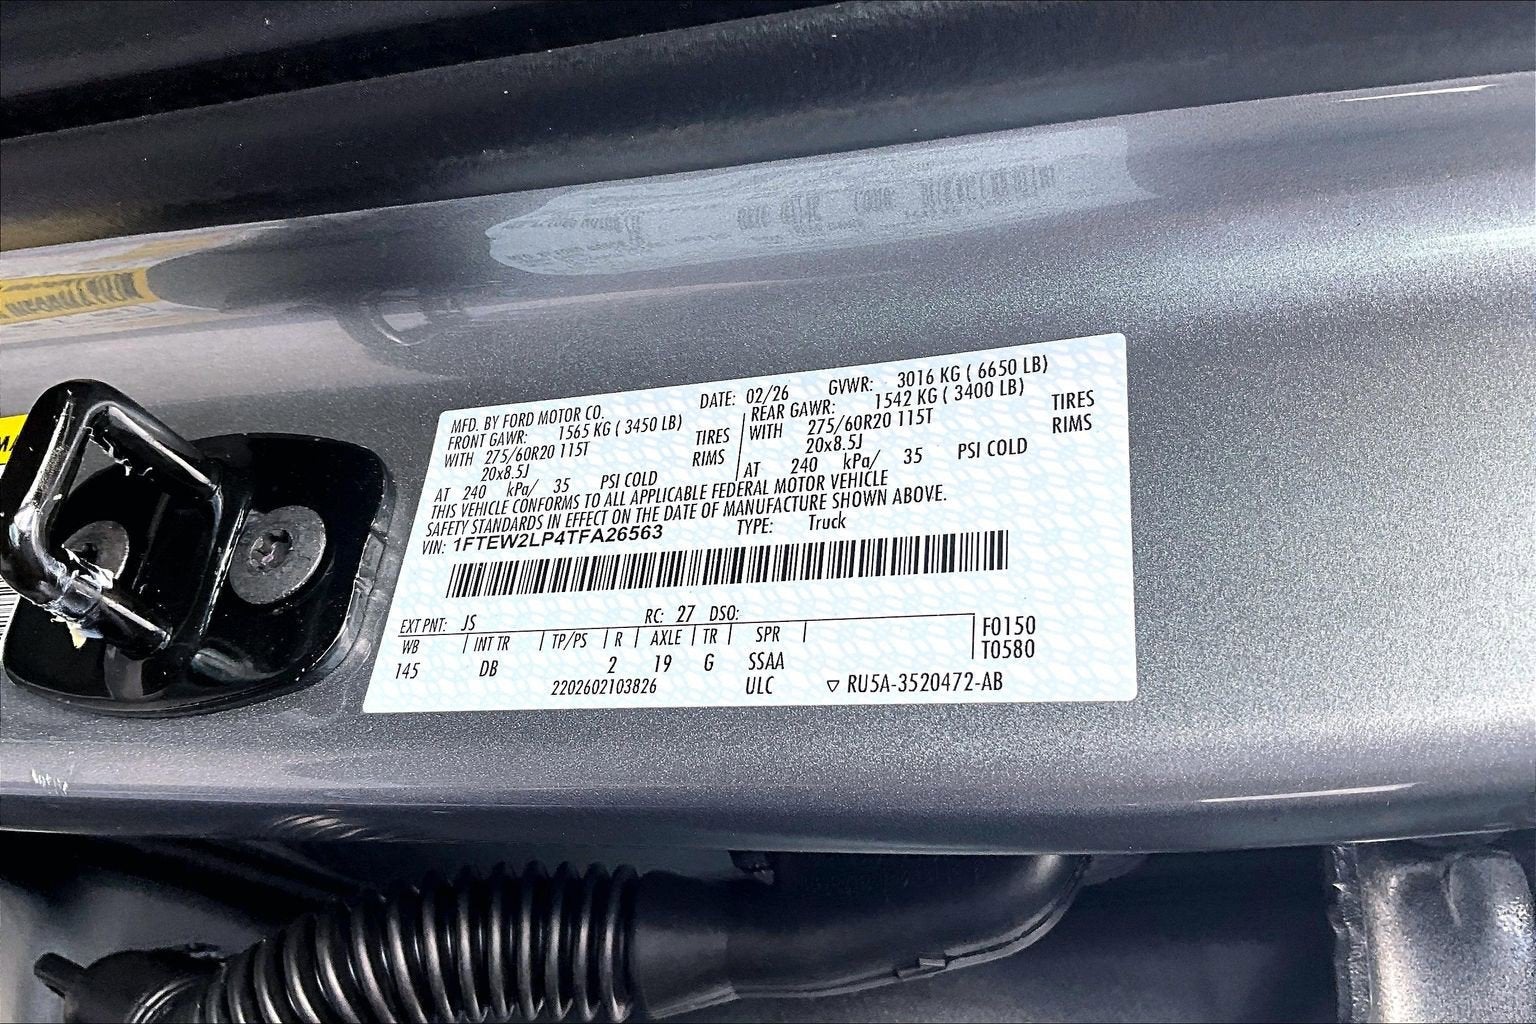 MFD. BY FORD MOTOR CO. DATE: 02/26 GVWR: 3016 KG ( 6650 LB)
FRONT GAWR: 1565 KG ( 3450 LB) REAR GAWR: 1542 KG ( 3400 LB)
WITH 275/60R20 115T TIRES WITH 275/60R20 115T TIRES
20x8.5J RIMS 20x8.5J RIMS
AT 240 kPa/ 35 PSI COLD AT 240 kPa/ 35 PSI COLD
THIS VEHICLE CONFORMS TO ALL APPLICABLE FEDERAL MOTOR VEHICLE
SAFETY STANDARDS IN EFFECT ON THE DATE OF MANUFACTURE SHOWN ABOVE.
VIN: 1FTEW2LP4TFA26563 TYPE: Truck
EXT PNT: JS RC: 27 DSO:
WB INT TR TP/PS R AXLE TR SPR F0150
145 DB 2 19 G SSAA T0580
2202602103826 ULC ▽ RU5A-3520472-AB